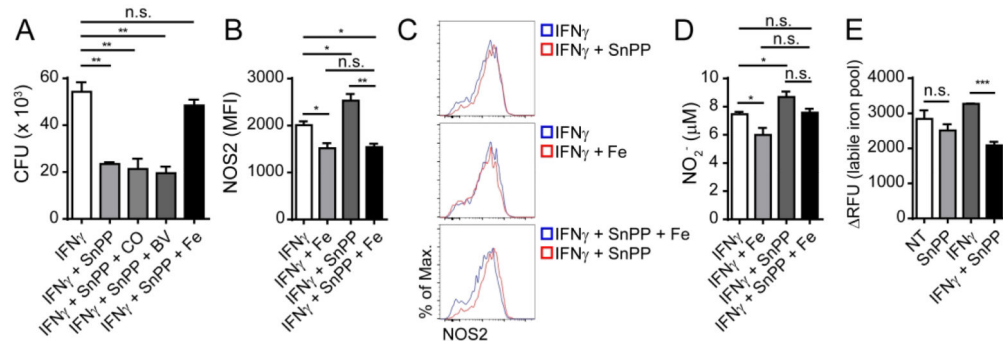 A
CFU (x 10³)
60
40
20
0
n.s.
**
**
**
IFNγ
IFNγ + SnPP
IFNγ + SnPP + CO
IFNγ + SnPP + BV
IFNγ + SnPP + Fe
B
NOS2 (MFI)
3000
2000
1000
0
*
*
n.s.
*
**
IFNγ
IFNγ + Fe
IFNγ + SnPP
IFNγ + SnPP + Fe
C
IFNγ
IFNγ + SnPP
IFNγ
IFNγ + Fe
IFNγ + SnPP + Fe
IFNγ + SnPP
% of Max.
NOS2
D
NO₂⁻ (μM)
10
8
6
4
2
0
n.s.
n.s.
*
n.s.
*
IFNγ
IFNγ + Fe
IFNγ + SnPP
IFNγ + SnPP + Fe
E
ΔRFU (labile iron pool)
4000
3000
2000
1000
0
n.s.
***
NT
SnPP
IFNγ
IFNγ + SnPP